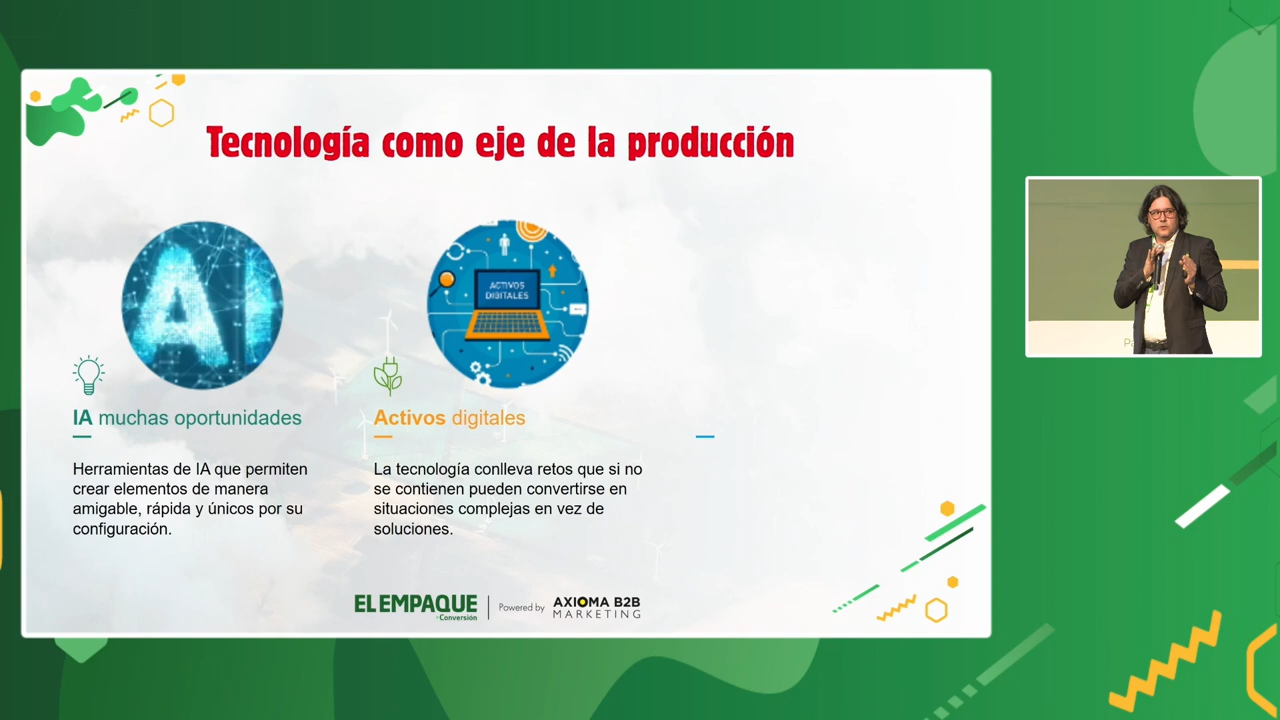 Tecnología como eje de la producción
AI
ACTIVOS
DIGITALES
IA muchas oportunidades
Activos digitales
Herramientas de IA que permiten
crear elementos de manera
amigable, rápida y únicos por su
configuración.
La tecnología conlleva retos que si no
se contienen pueden convertirse en
situaciones complejas en vez de
soluciones.
EL EMPAQUE
+Conversión
Powered by
AXIOMA B2B
MARKETING